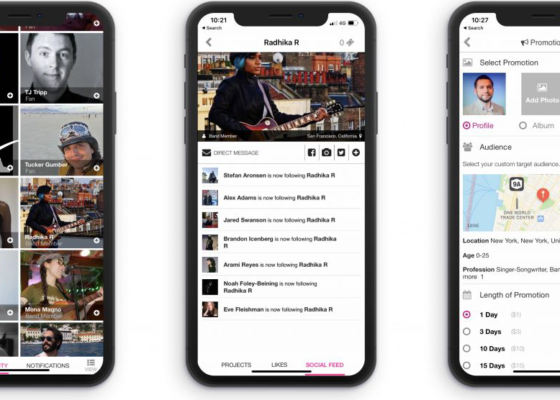 Fan
TJ Tripp
Fan
Tucker Gumber
Fan
Radhika R
Band Member
Mona Magno
Band Member
NOTIFICATIONS
10:21
Search
4G
Radhika R
0
Band Member
San Francisco, California
DIRECT MESSAGE
Stefan Aronsen is now following Radhika R
Alex Adams is now following Radhika R
Jared Swanson is now following Radhika R
Brandon Icenberg is now following Radhika
R
Arami Reyes is now following Radhika R
Noah Foley-Beining is now following
Radhika R
Eve Fleishman is now following Radhika R
PROJECTS
LIKES
SOCIAL FEED
10:27
Search
Select Promotion
Add Photo
Profile
Album
Audience
Select your custom target audience.
9A
ONE WORLD
TRADE CENTER
Location New York, New York, Un
Age 0-25
Profession Singer-Songwriter, Ban
more 1
Length of Promotion
1 Day ($1)
3 Days ($3)
10 Days ($10)
15 Days ($15)